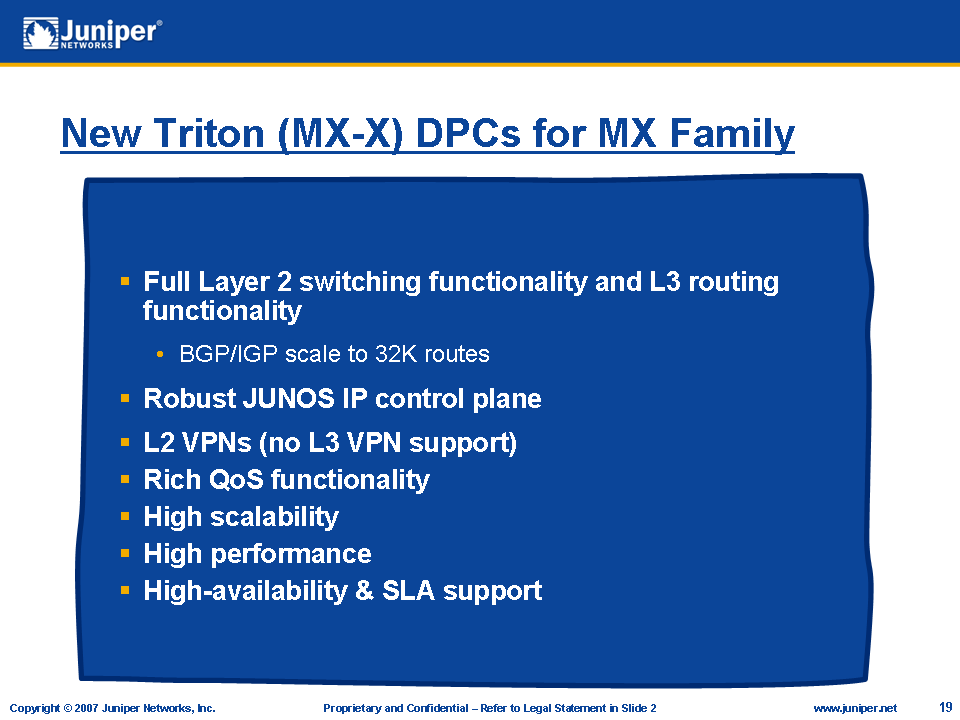 Juniper®
NETWORKS
New Triton (MX-X) DPCs for MX Family
▪ Full Layer 2 switching functionality and L3 routing
functionality
• BGP/IGP scale to 32K routes
▪ Robust JUNOS IP control plane
▪ L2 VPNs (no L3 VPN support)
▪ Rich QoS functionality
▪ High scalability
▪ High performance
▪ High-availability & SLA support
Copyright © 2007 Juniper Networks, Inc. Proprietary and Confidential – Refer to Legal Statement in Slide 2 www.juniper.net 19